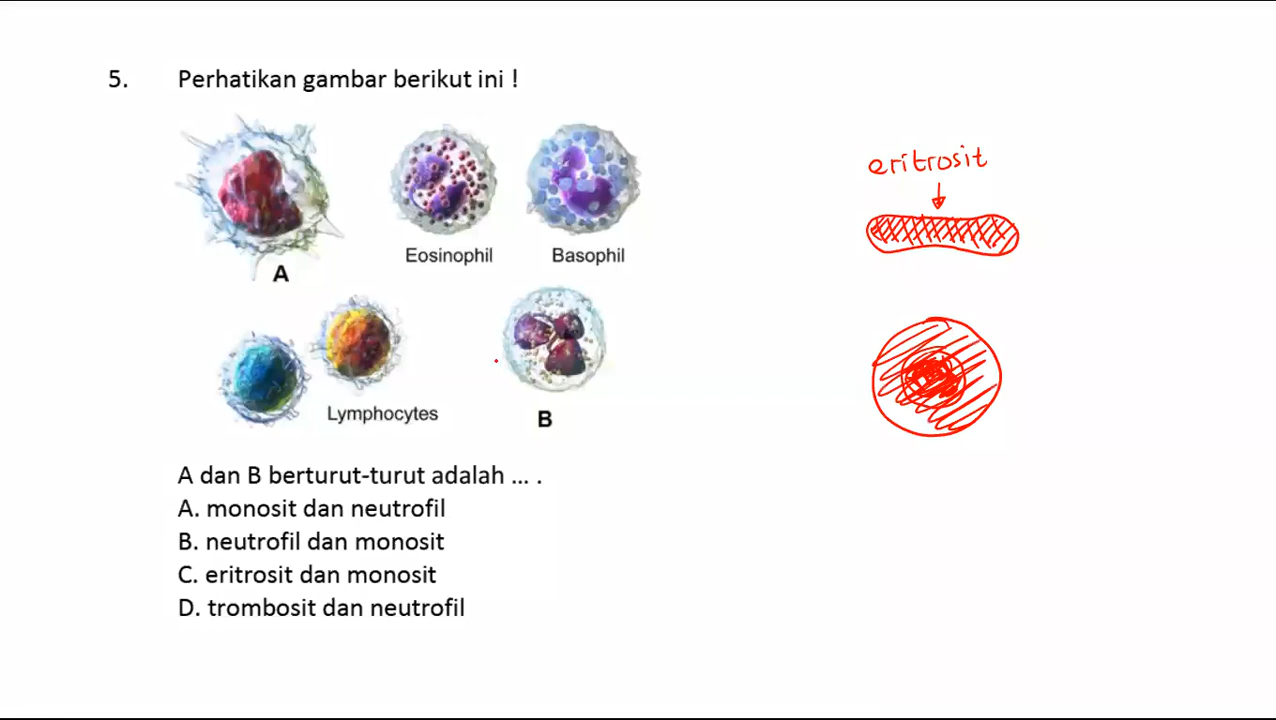 5. Perhatikan gambar berikut ini !
eritrosit
Eosinophil
Basophil
A
Lymphocytes
B
A dan B berturut-turut adalah ... .
A. monosit dan neutrofil
B. neutrofil dan monosit
C. eritrosit dan monosit
D. trombosit dan neutrofil